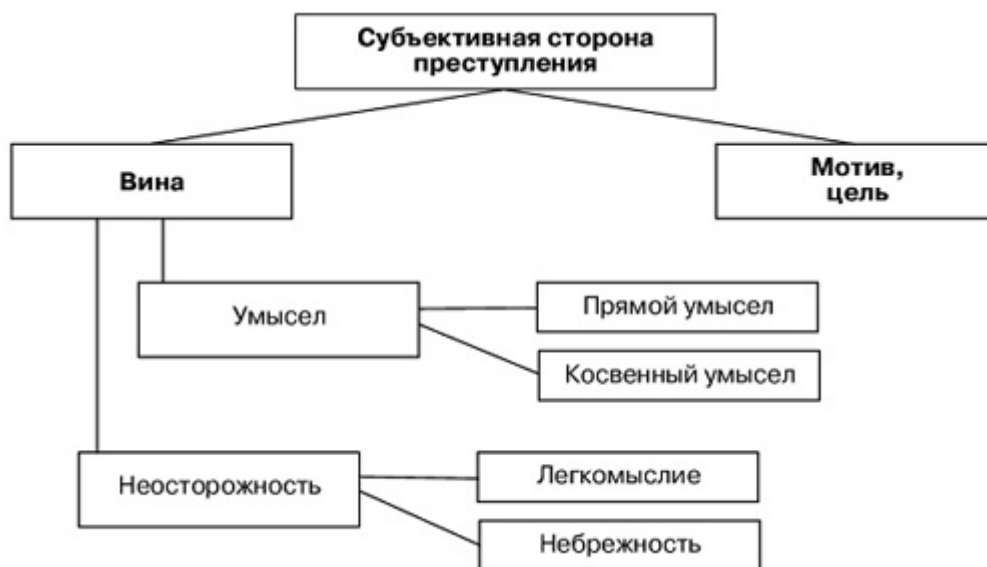 Субъективная сторона
преступления
Вина
Мотив,
цель
Умысел
Прямой умысел
Косвенный умысел
Неосторожность
Легкомыслие
Небрежность